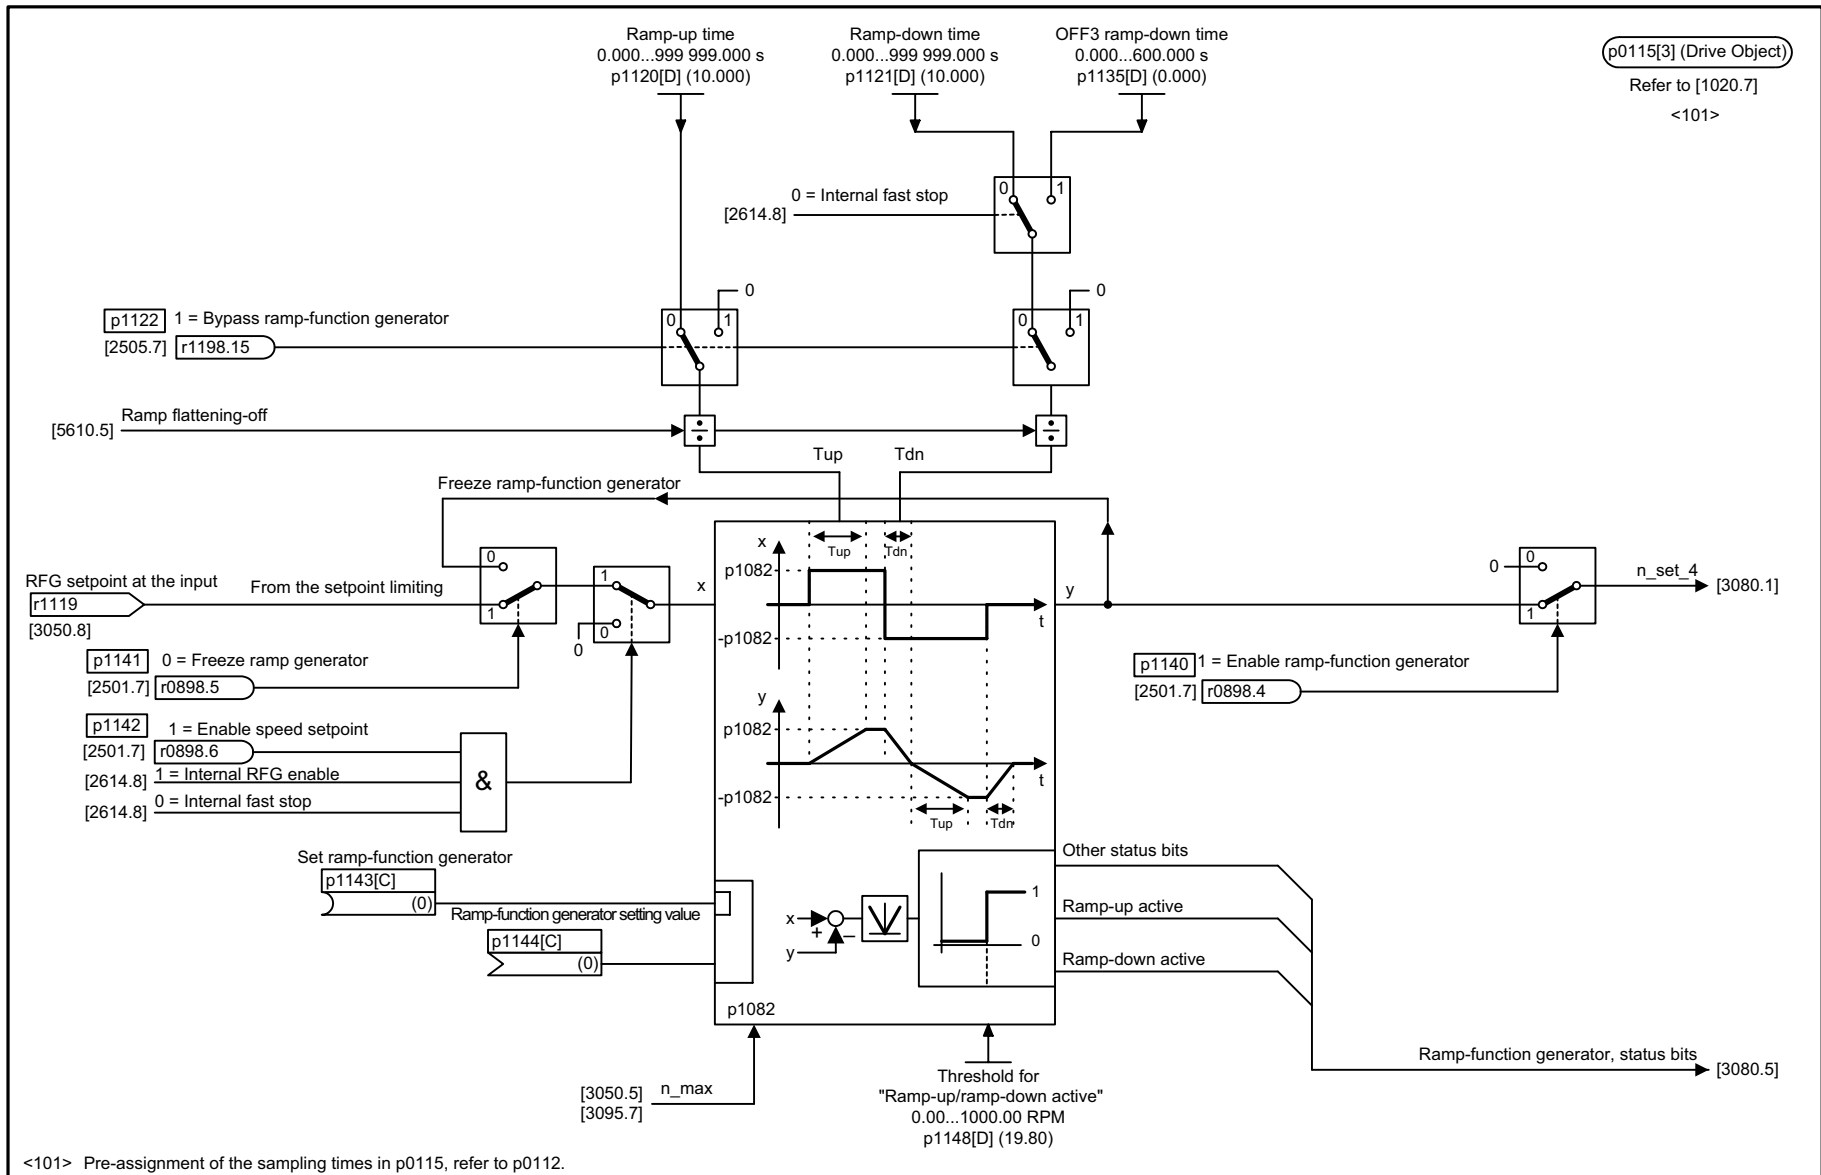 Ramp-up time
0.000...999 999.000 s
p1120[D] (10.000)
Ramp-down time
0.000...999 999.000 s
p1121[D] (10.000)
OFF3 ramp-down time
0.000...600.000 s
p1135[D] (0.000)
p0115[3] (Drive Object)
Refer to [1020.7]
<101>
0 = Internal fast stop
[2614.8]
0 1
0
0
p1122 1 = Bypass ramp-function generator
[2505.7] r1198.15
0 1
0 1
Ramp flattening-off
[5610.5]
÷
÷
Tup
Tdn
Freeze ramp-function generator
RFG setpoint at the input
r1119
[3050.8]
From the setpoint limiting
0
1
1
0
0
x
y
p1141 0 = Freeze ramp generator
[2501.7] r0898.5
p1142 1 = Enable speed setpoint
[2501.7] r0898.6
[2614.8] 1 = Internal RFG enable
[2614.8] 0 = Internal fast stop
&
x
Tup
Tdn
p1082
-p1082
t
y
p1082
-p1082
t
Tup
Tdn
0
0
1
n_set_4
[3080.1]
p1140 1 = Enable ramp-function generator
[2501.7] r0898.4
Set ramp-function generator
p1143[C]
(0)
Ramp-function generator setting value
p1144[C]
(0)
x
+
–
y
1
0
p1082
Other status bits
Ramp-up active
Ramp-down active
Ramp-function generator, status bits
[3080.5]
[3050.5]
[3095.7]
n_max
Threshold for
"Ramp-up/ramp-down active"
0.00...1000.00 RPM
p1148[D] (19.80)
<101> Pre-assignment of the sampling times in p0115, refer to p0112.